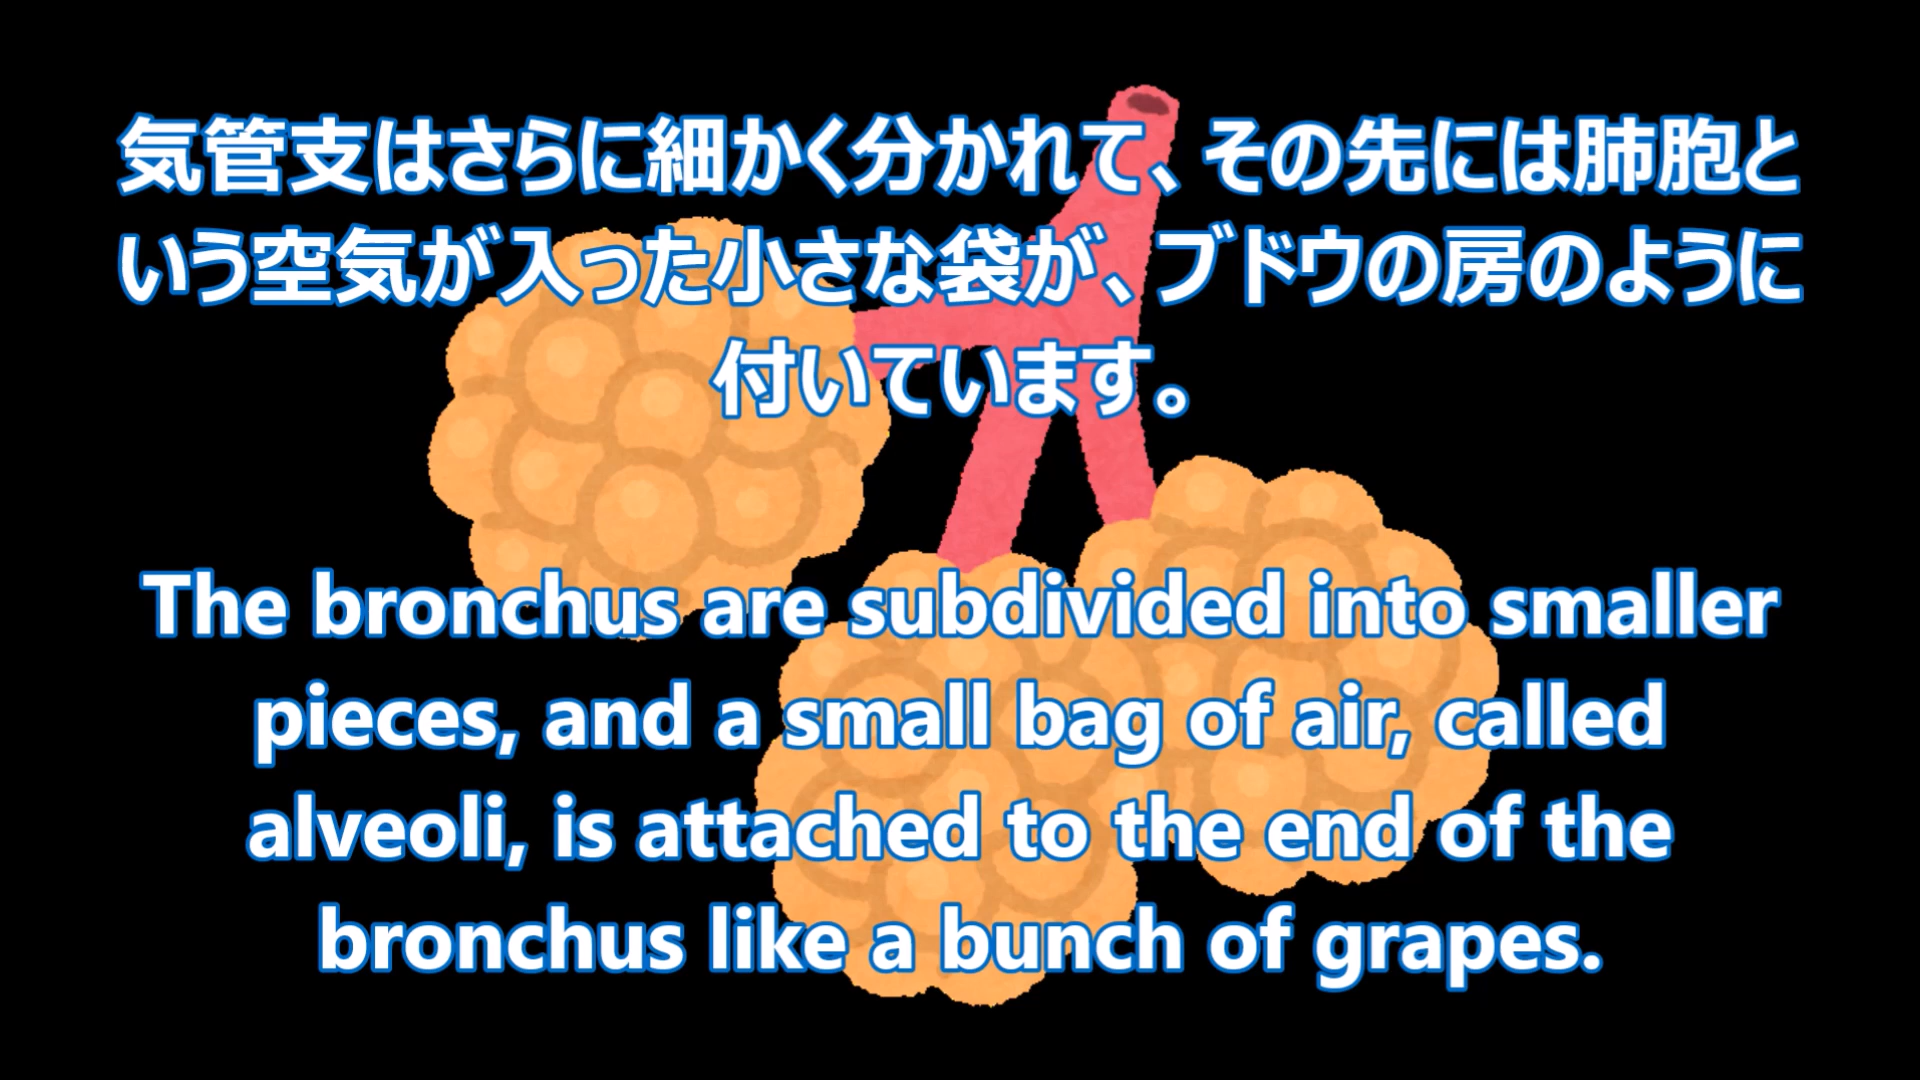 気管支はさらに細かく分かれて、その先には肺胞と
いう空気が入った小さな袋が、ブドウの房のように
付いています。
The bronchus are subdivided into smaller
pieces, and a small bag of air, called
alveoli, is attached to the end of the
bronchus like a bunch of grapes.